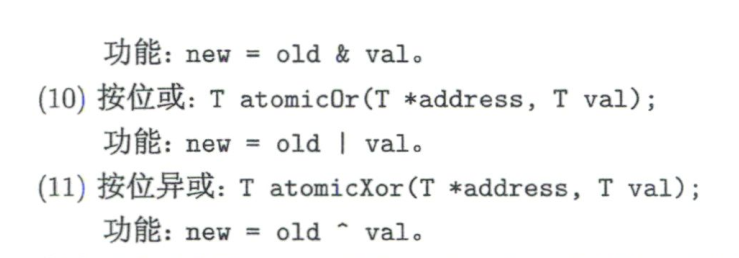 功能: new = old & val。
(10) 按位或: T atomicOr(T *address, T val);
功能: new = old | val。
(11) 按位异或: T atomicXor(T *address, T val);
功能: new = old ^ val。